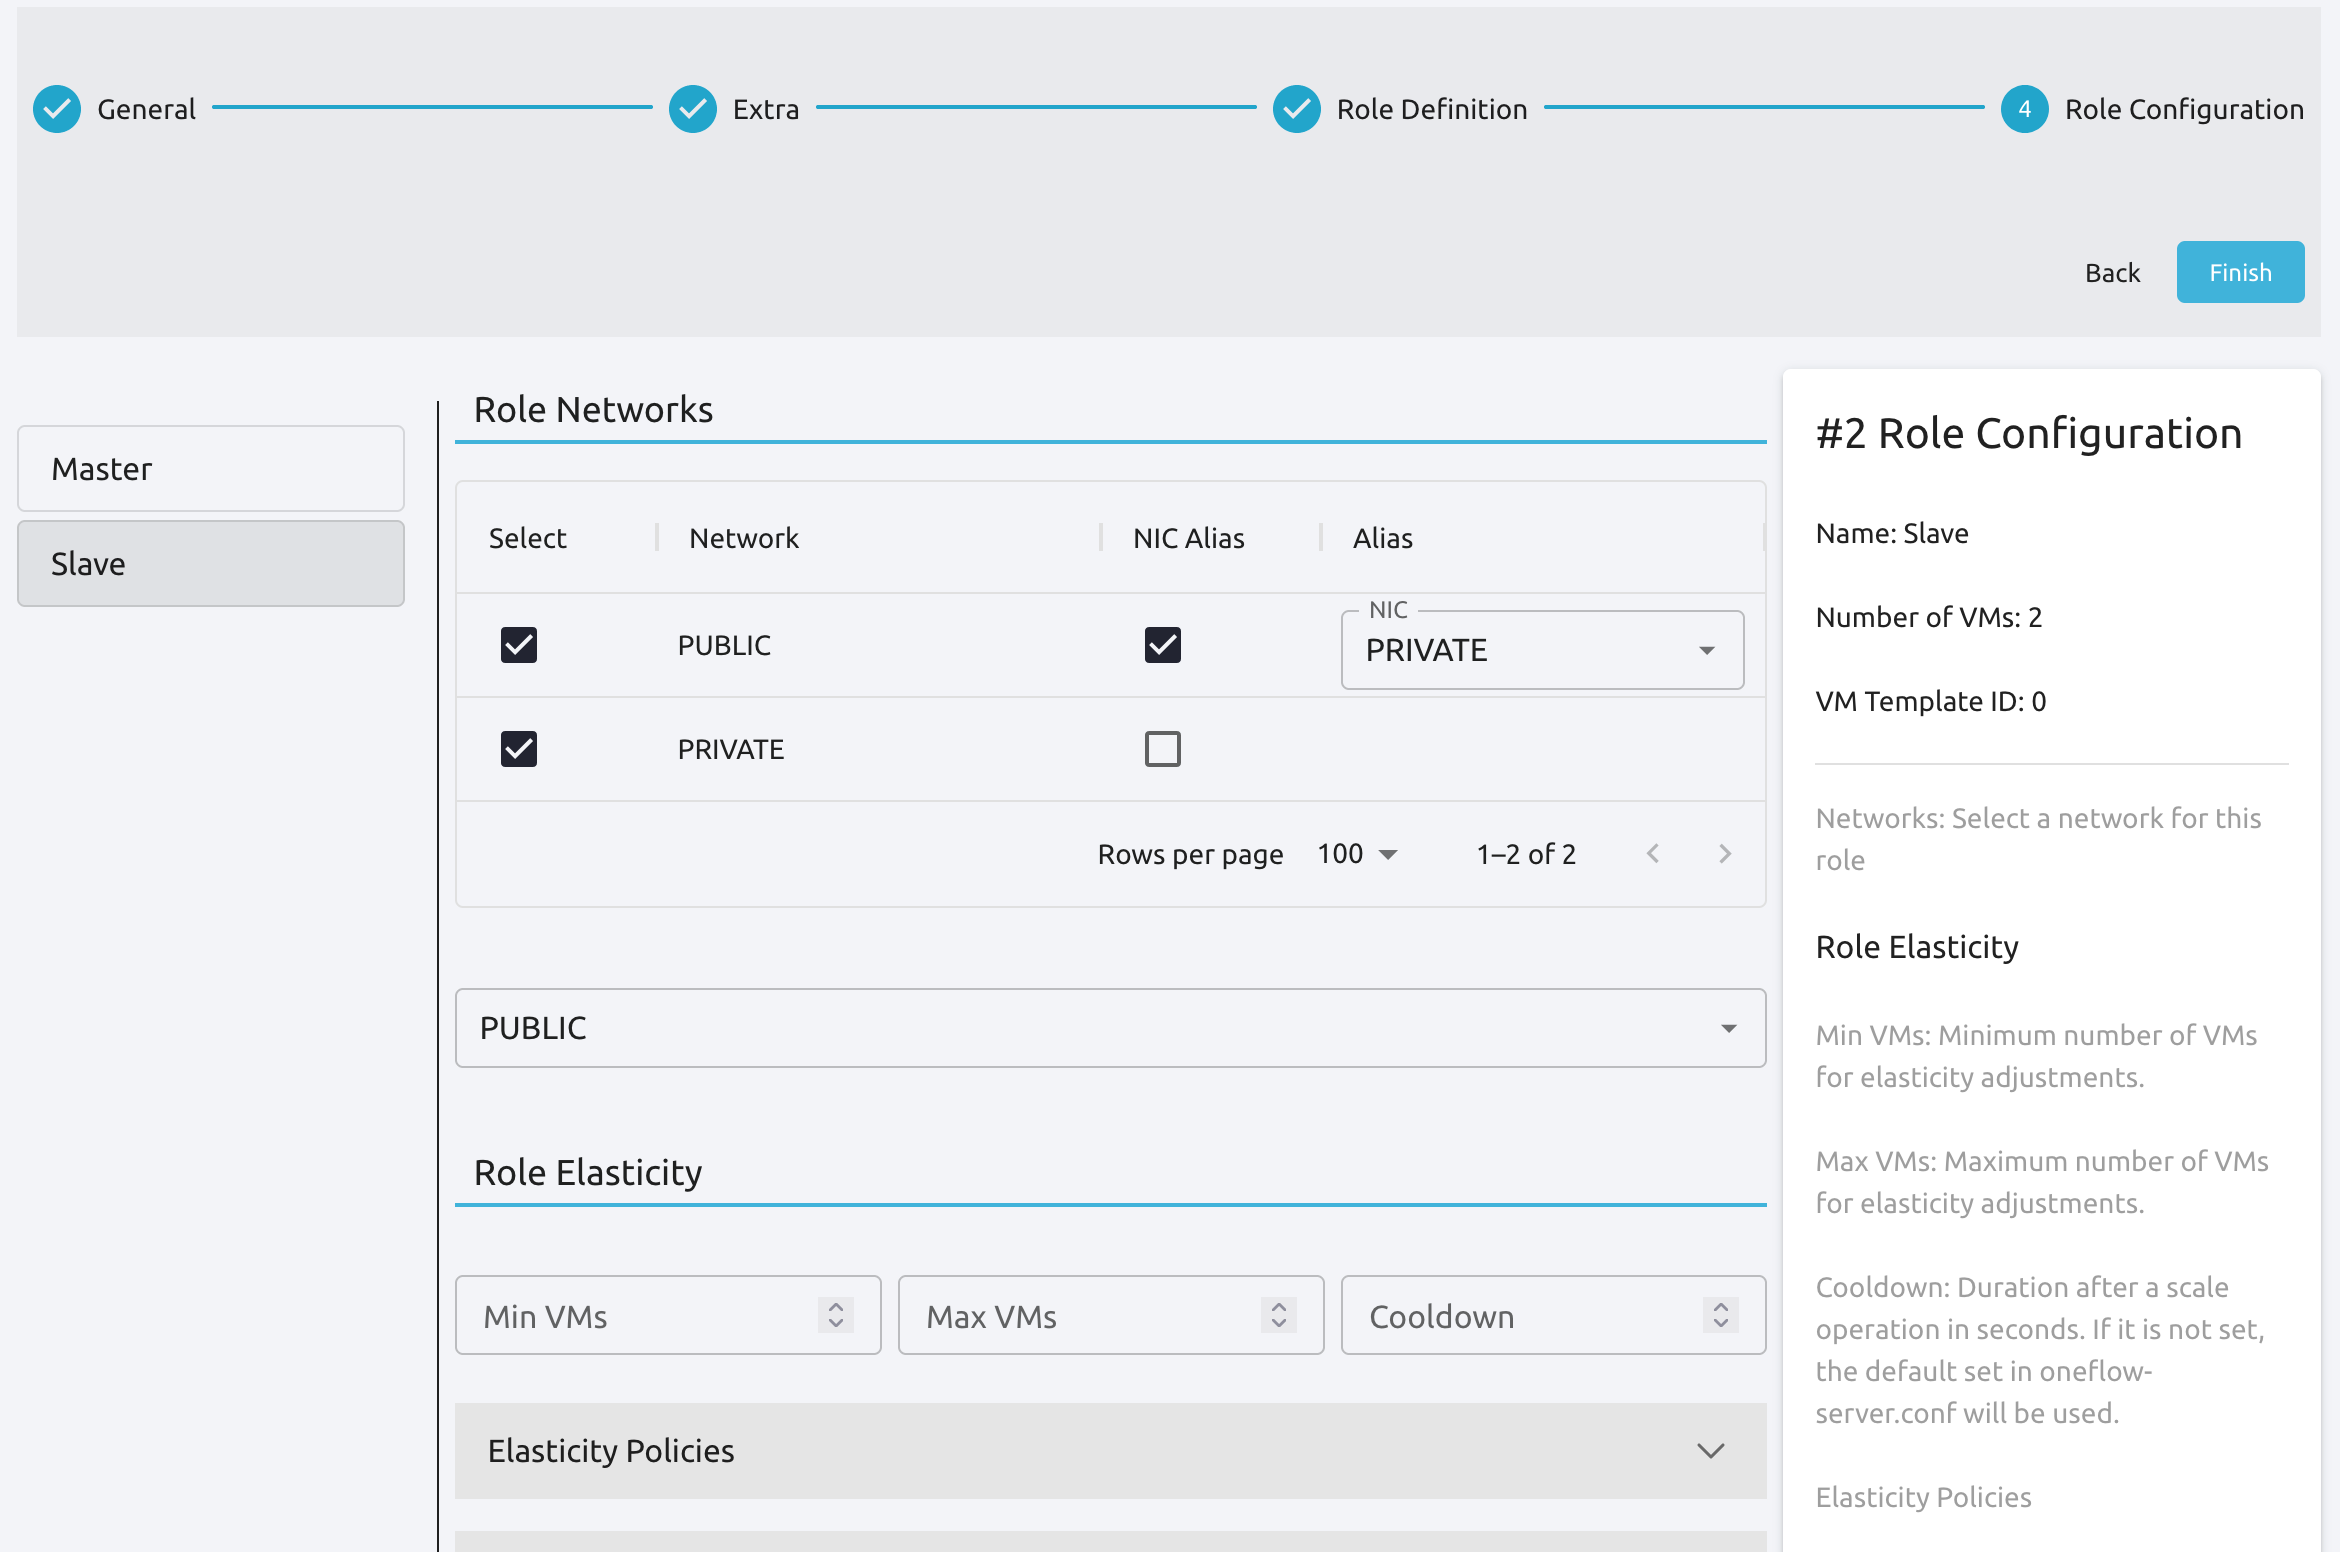 General
Extra
Role Definition
4
Role Configuration
Back
Finish
Master
Slave
Role Networks
Select
Network
NIC Alias
Alias
PUBLIC
NIC
PRIVATE
PRIVATE
Rows per page
100
1–2 of 2
PUBLIC
Role Elasticity
Min VMs
Max VMs
Cooldown
Elasticity Policies
#2 Role Configuration
Name: Slave
Number of VMs: 2
VM Template ID: 0
Networks: Select a network for this
role
Role Elasticity
Min VMs: Minimum number of VMs
for elasticity adjustments.
Max VMs: Maximum number of VMs
for elasticity adjustments.
Cooldown: Duration after a scale
operation in seconds. If it is not set,
the default set in oneflow-
server.conf will be used.
Elasticity Policies